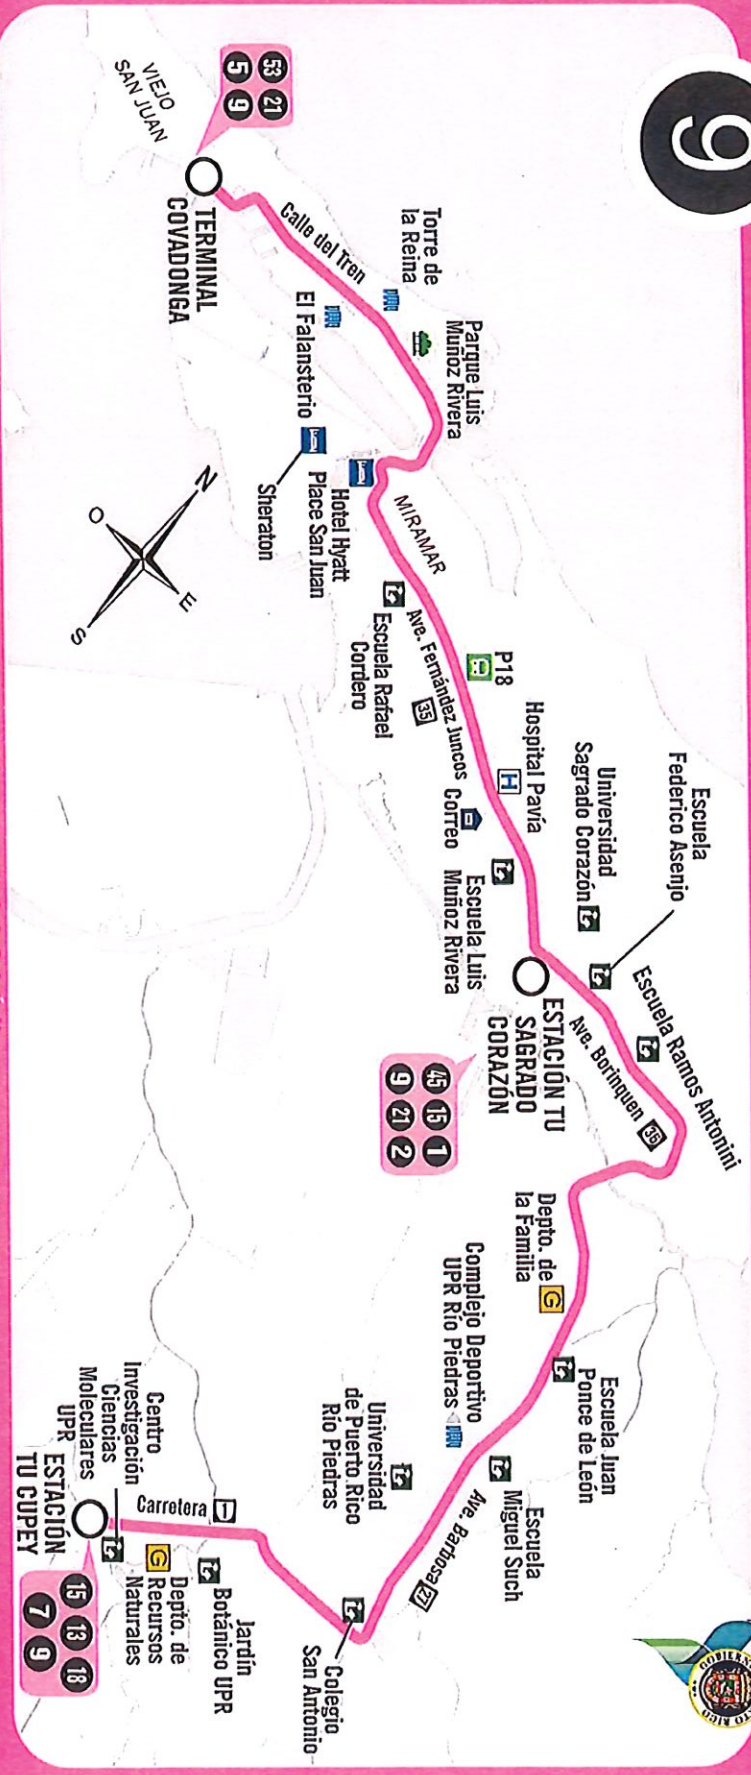 9
VIEJO
SAN JUAN
53 21
5 9
TERMINAL
COVADONGA
Calle del Tren
Torre de
la Reina
El Falansterio
Parque Luis
Muñoz Rivera
Sheraton
Hotel Hyatt
Place San Juan
N
O
E
S
MIRAMAR
Escuela Rafael
Cordero
Ave. Fernández Juncos
35
P18
Hospital Pavía
H
Correo
Escuela Luis
Muñoz Rivera
Universidad
Sagrado Corazón
Escuela
Federico Asenjo
ESTACIÓN TU
SAGRADO
CORAZÓN
45 15 1
9 21 2
Escuela Ramos Antonini
Ave. Borinquen
36
Depto. de
la Familia
G
Escuela Juan
Ponce de León
Complejo Deportivo
UPR Río Piedras
Escuela
Miguel Such
Ave. Barbosa
27
Universidad
de Puerto Rico
Río Piedras
Colegio
San Antonio
Carretera
Jardín
Botánico UPR
G
Depto. de
Recursos
Naturales
Centro
Investigación
Ciencias
Moleculares
UPR
ESTACIÓN
TU CUPEY
15 13 18
7 9
GOBIERNO